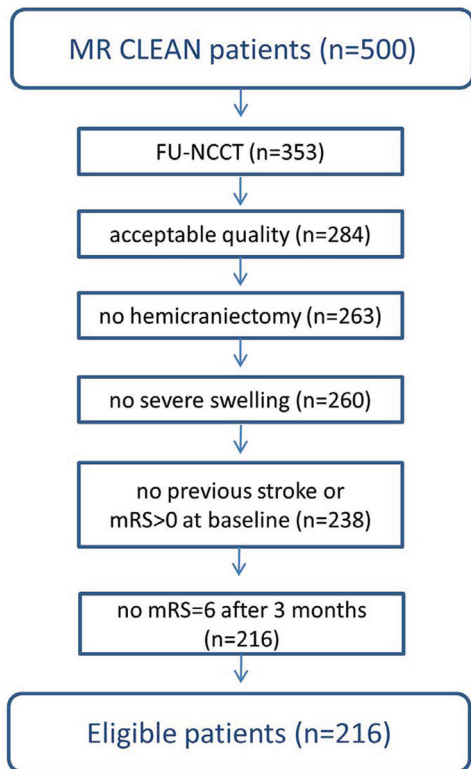 MR CLEAN patients (n=500)
FU-NCCT (n=353)
acceptable quality (n=284)
no hemicraniectomy (n=263)
no severe swelling (n=260)
no previous stroke or
mRS>0 at baseline (n=238)
no mRS=6 after 3 months
(n=216)
Eligible patients (n=216)